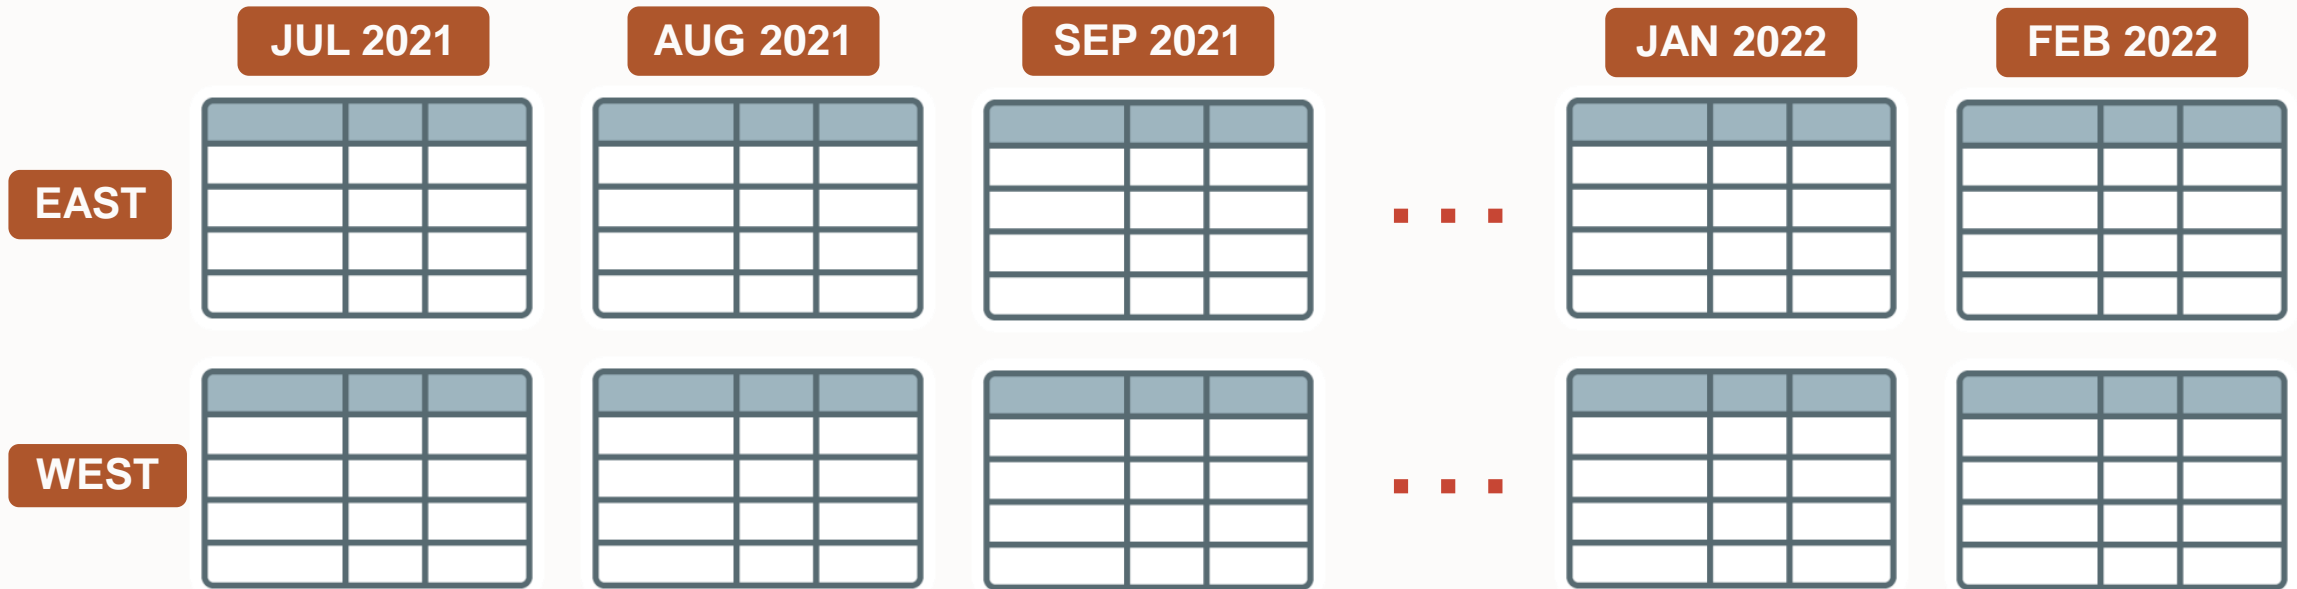 JUL 2021 AUG 2021 SEP 2021 JAN 2022 FEB 2022
EAST
. . .
WEST
. . .